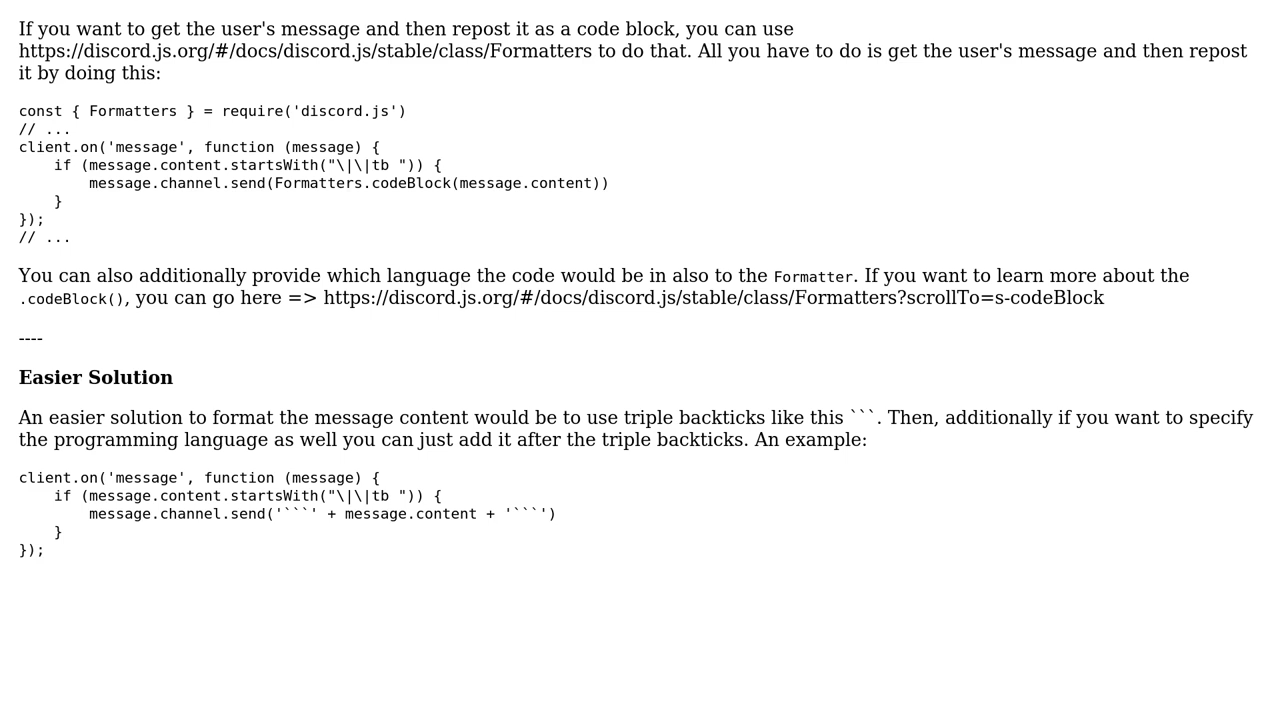 If you want to get the user's message and then repost it as a code block, you can use
https://discord.js.org/#/docs/discord.js/stable/class/Formatters to do that. All you have to do is get the user's message and then repost
it by doing this:
const { Formatters } = require('discord.js')
// ...
client.on('message', function (message) {
    if (message.content.startsWith("\|\|tb ")) {
        message.channel.send(Formatters.codeBlock(message.content))
    }
});
// ...
You can also additionally provide which language the code would be in also to the Formatter. If you want to learn more about the
.codeBlock(), you can go here => https://discord.js.org/#/docs/discord.js/stable/class/Formatters?scrollTo=s-codeBlock
----
Easier Solution
An easier solution to format the message content would be to use triple backticks like this ```. Then, additionally if you want to specify
the programming language as well you can just add it after the triple backticks. An example:
client.on('message', function (message) {
    if (message.content.startsWith("\|\|tb ")) {
        message.channel.send('```' + message.content + '```')
    }
});